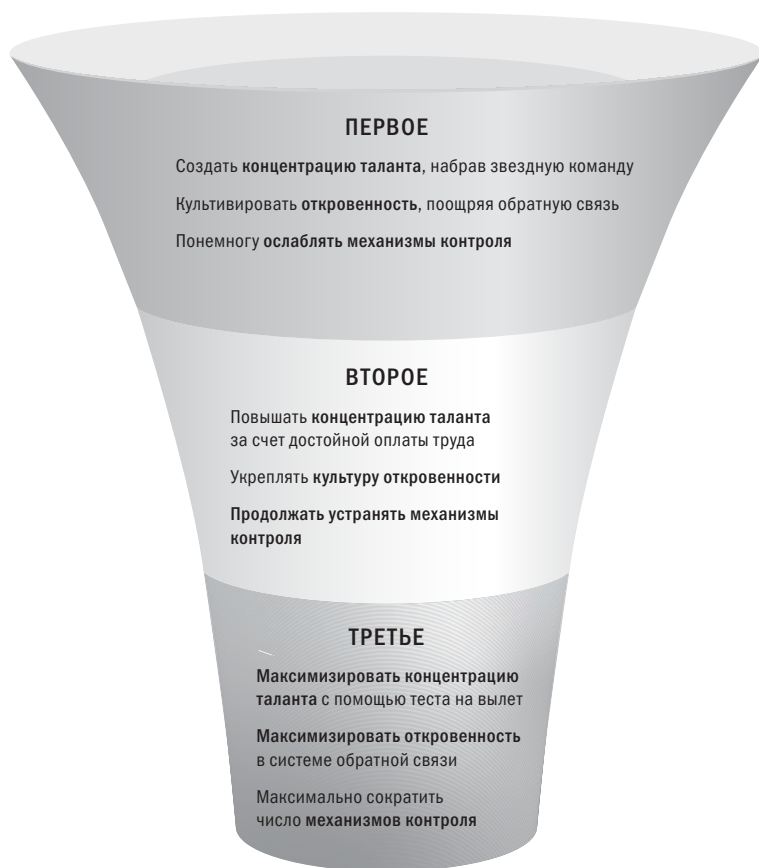 ПЕРВОЕ
Создать концентрацию таланта, набрав звездную команду
Культивировать откровенность, поощряя обратную связь
Понемногу ослаблять механизмы контроля
ВТОРОЕ
Повышать концентрацию таланта
за счет достойной оплаты труда
Укреплять культуру откровенности
Продолжать устранять механизмы
контроля
ТРЕТЬЕ
Максимизировать концентрацию
таланта с помощью теста на вылет
Максимизировать откровенность
в системе обратной связи
Максимально сократить
число механизмов контроля